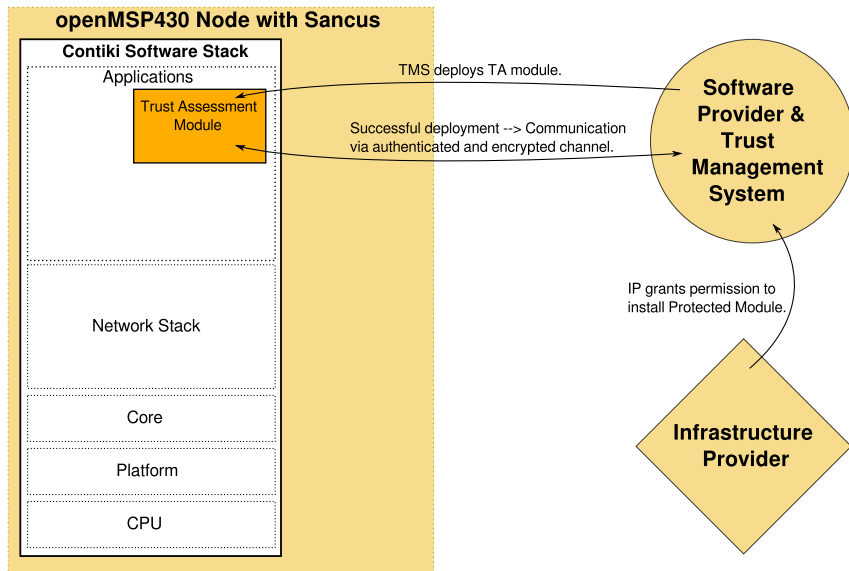 openMSP430 Node with Sancus
Contiki Software Stack
Applications
Trust Assessment
Module
TMS deploys TA module.
Successful deployment --> Communication
via authenticated and encrypted channel.
Software
Provider &
Trust
Management
System
IP grants permission to
install Protected Module.
Network Stack
Core
Platform
CPU
Infrastructure
Provider